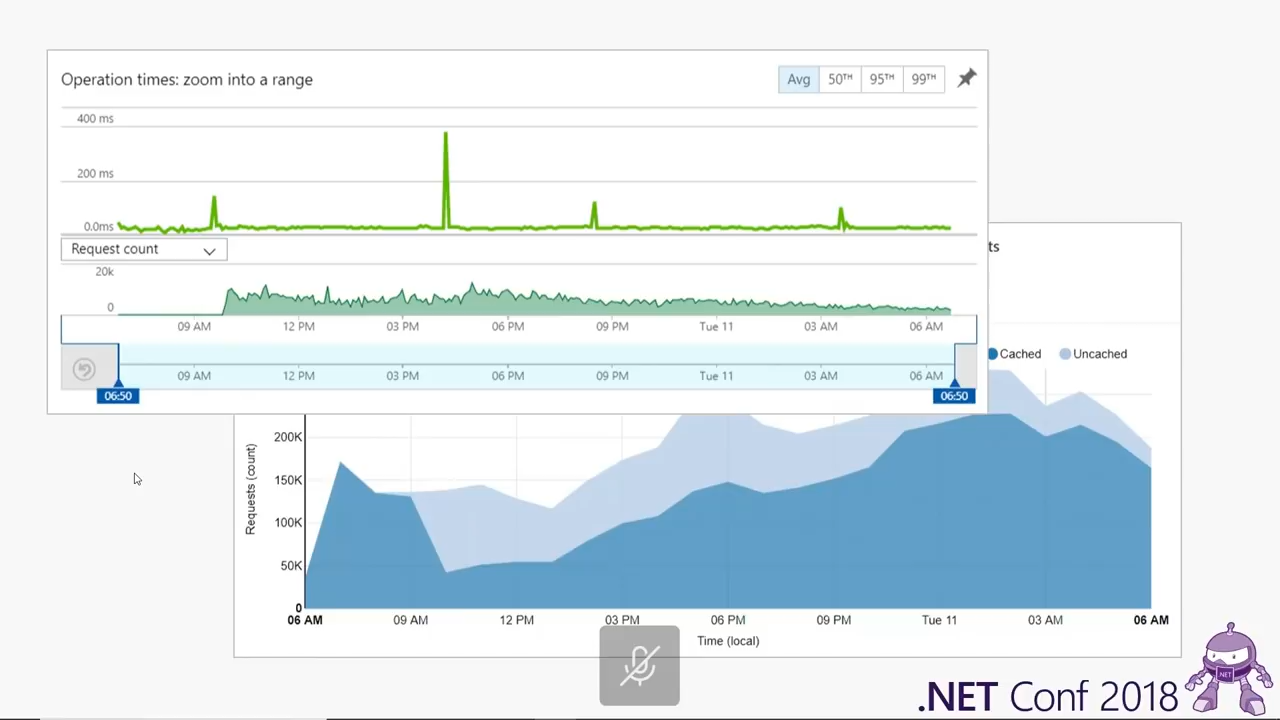 Operation times: zoom into a range
Avg 50TH 95TH 99TH
400 ms
200 ms
0.0ms
Request count
20k
0
09 AM 12 PM 03 PM 06 PM 09 PM Tue 11 03 AM 06 AM
09 AM 12 PM 03 PM 06 PM 09 PM Tue 11 03 AM 06 AM
06:50 06:50
ts
Cached Uncached
Requests (count)
200K
150K
100K
50K
0
06 AM 09 AM 12 PM 03 PM 06 PM 09 PM Tue 11 03 AM 06 AM
Time (local)
.NET Conf 2018
.NET